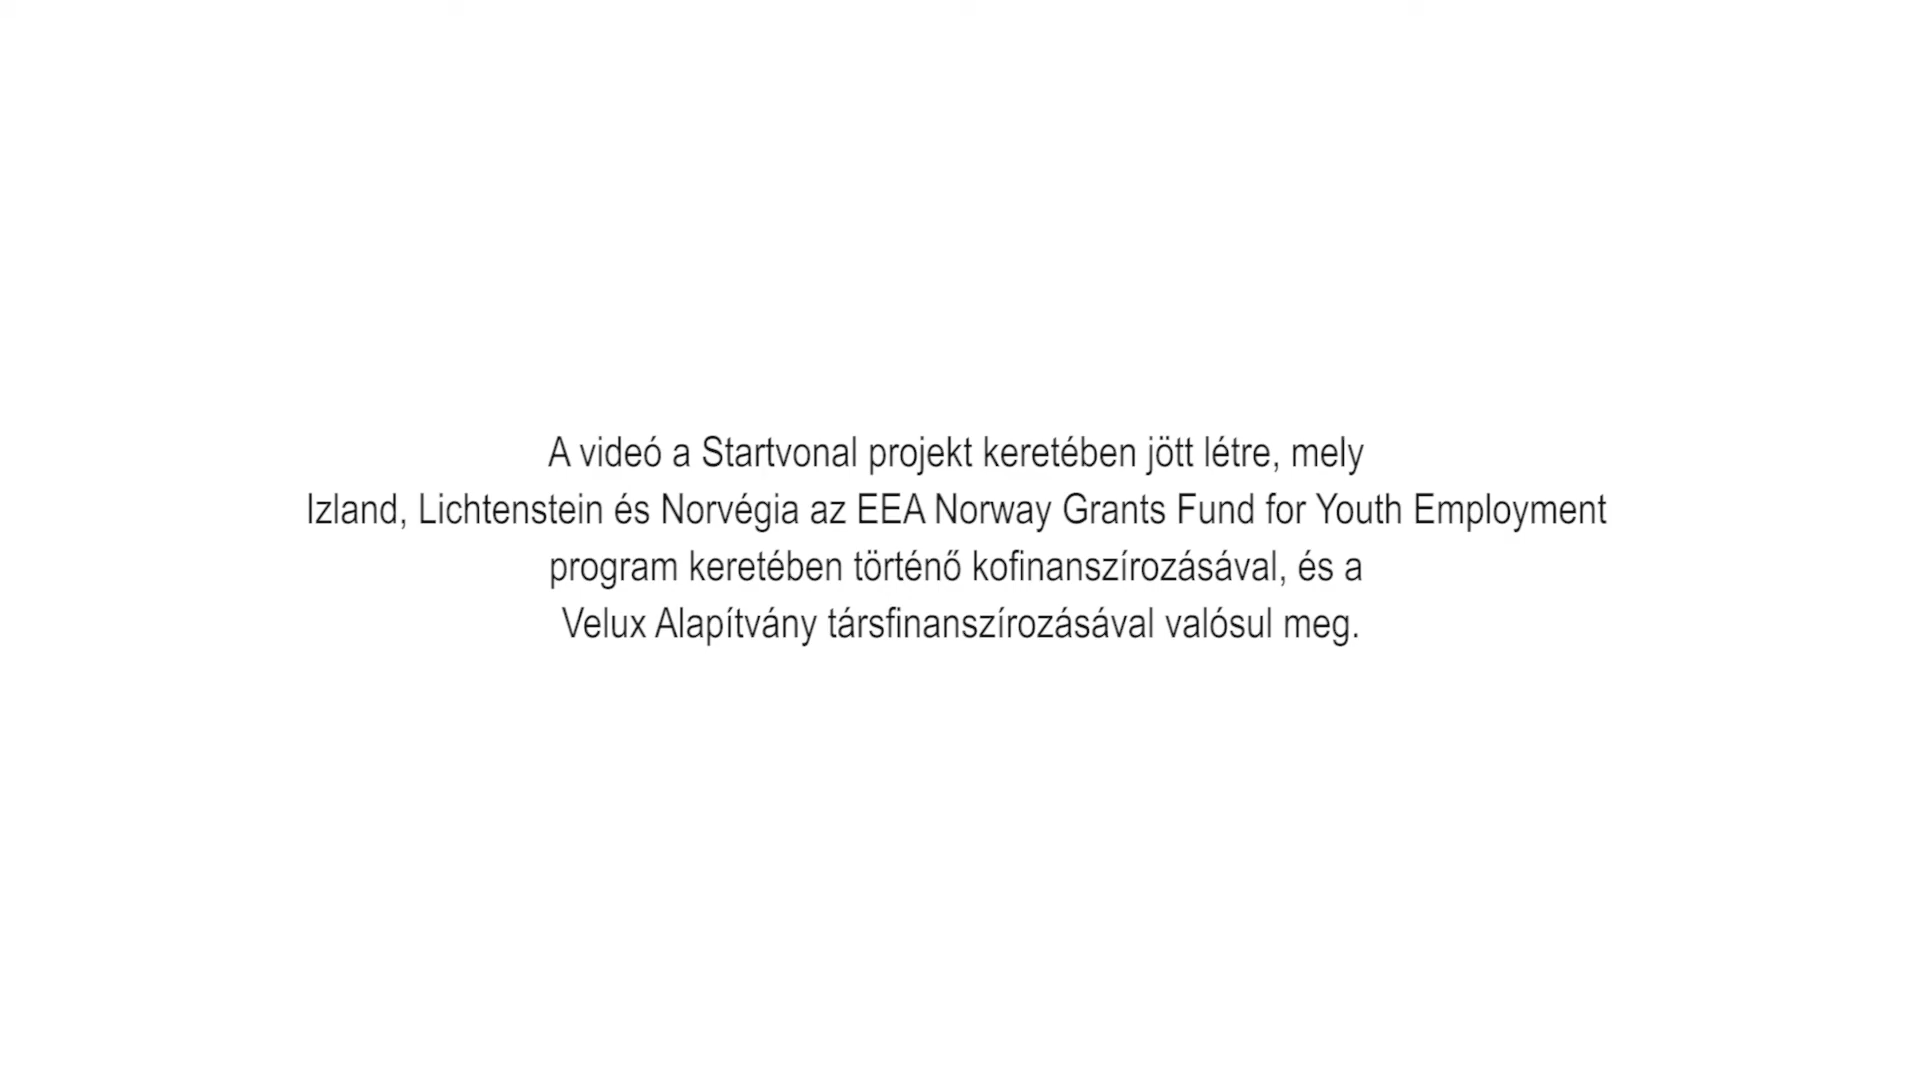 A videó a Startvonal projekt keretében jött létre, mely
Izland, Lichtenstein és Norvégia az EEA Norway Grants Fund for Youth Employment
program keretében történő kofinanszírozásával, és a
Velux Alapítvány társfinanszírozásával valósul meg.